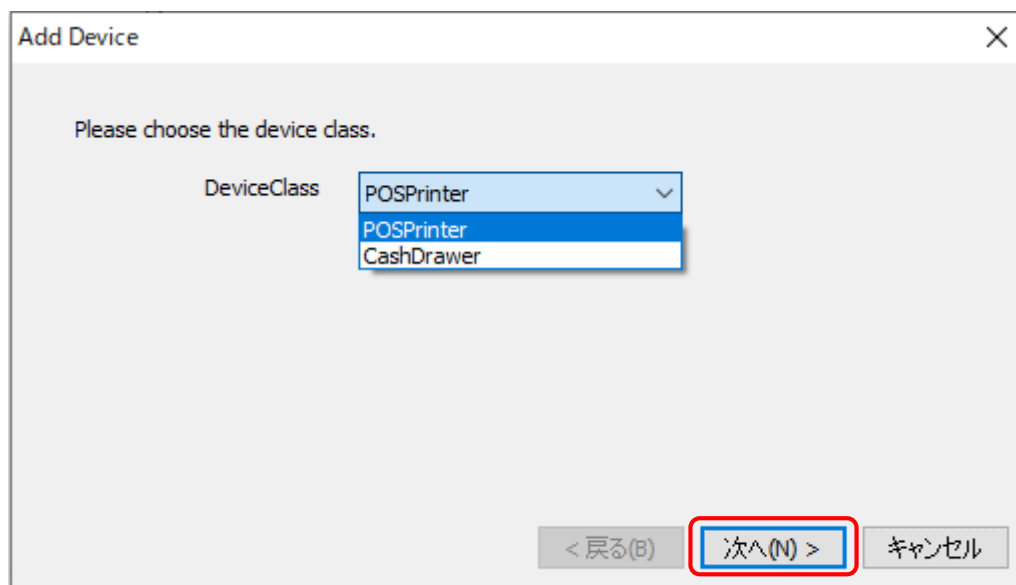 Add Device
Please choose the device class.
DeviceClass
POSPrinter
POSPrinter
CashDrawer
< 戻る(B)
次へ(N) >
キャンセル